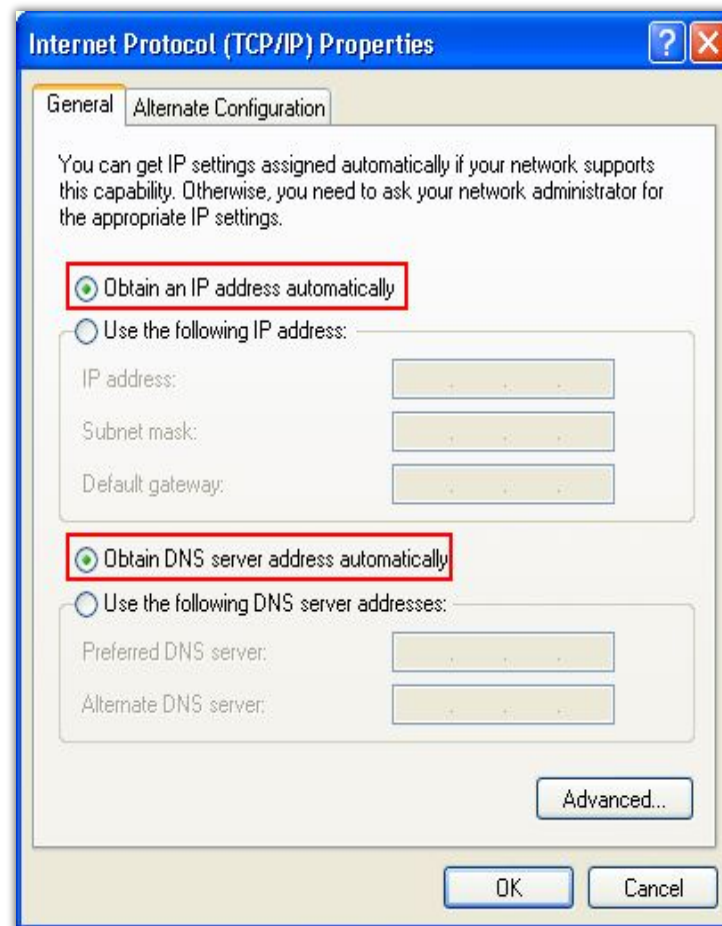 Internet Protocol (TCP/IP) Properties
?
X
General
Alternate Configuration
You can get IP settings assigned automatically if your network supports
this capability. Otherwise, you need to ask your network administrator for
the appropriate IP settings.
Obtain an IP address automatically
Use the following IP address:
IP address:
Subnet mask:
Default gateway:
Obtain DNS server address automatically
Use the following DNS server addresses:
Preferred DNS server:
Alternate DNS server:
Advanced...
OK
Cancel